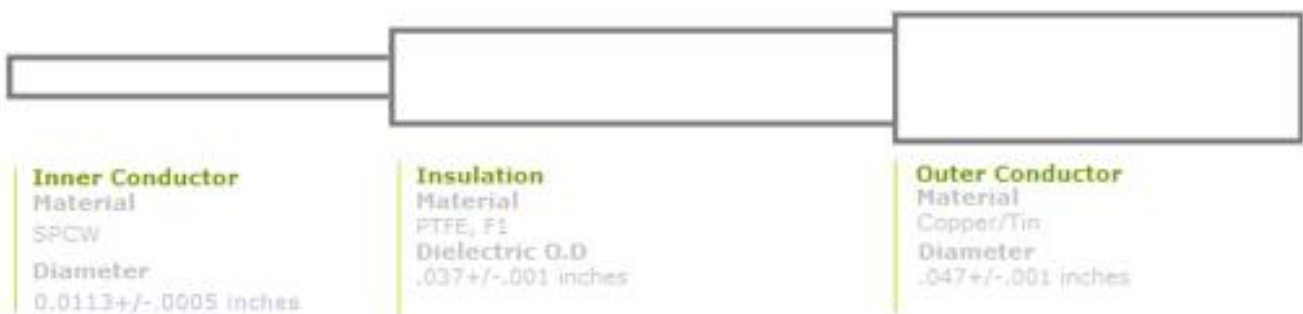 Inner Conductor
Material
SPCW
Diameter
0.0113+/-.0005 inches
Insulation
Material
PTFE, F1
Dielectric O.D
.037+/-.001 inches
Outer Conductor
Material
Copper/Tin
Diameter
.047+/-.001 inches